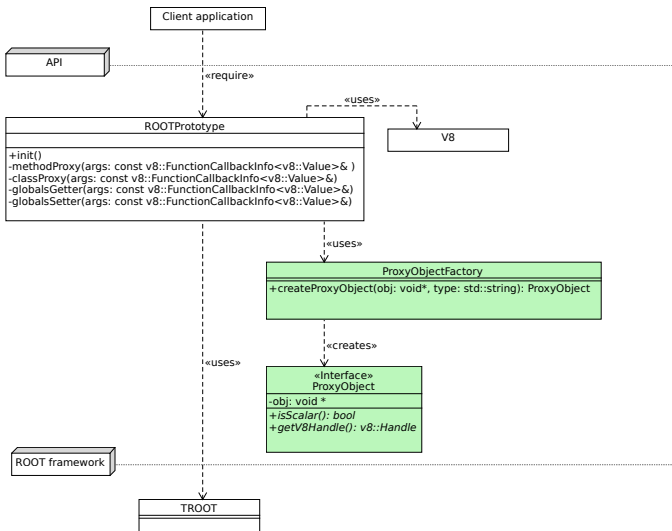 Client application
API
«require»
«uses»
ROOTPrototype
V8
+init()
-methodProxy(args: const v8::FunctionCallbackInfo<v8::Value>& )
-classProxy(args: const v8::FunctionCallbackInfo<v8::Value>&)
-globalsGetter(args: const v8::FunctionCallbackInfo<v8::Value>&)
-globalsSetter(args: const v8::FunctionCallbackInfo<v8::Value>&)
«uses»
ProxyObjectFactory
+createProxyObject(obj: void*, type: std::string): ProxyObject
«creates»
«uses»
«Interface»
ProxyObject
-obj: void *
+isScalar(): bool
+getV8Handle(): v8::Handle
ROOT framework
TROOT